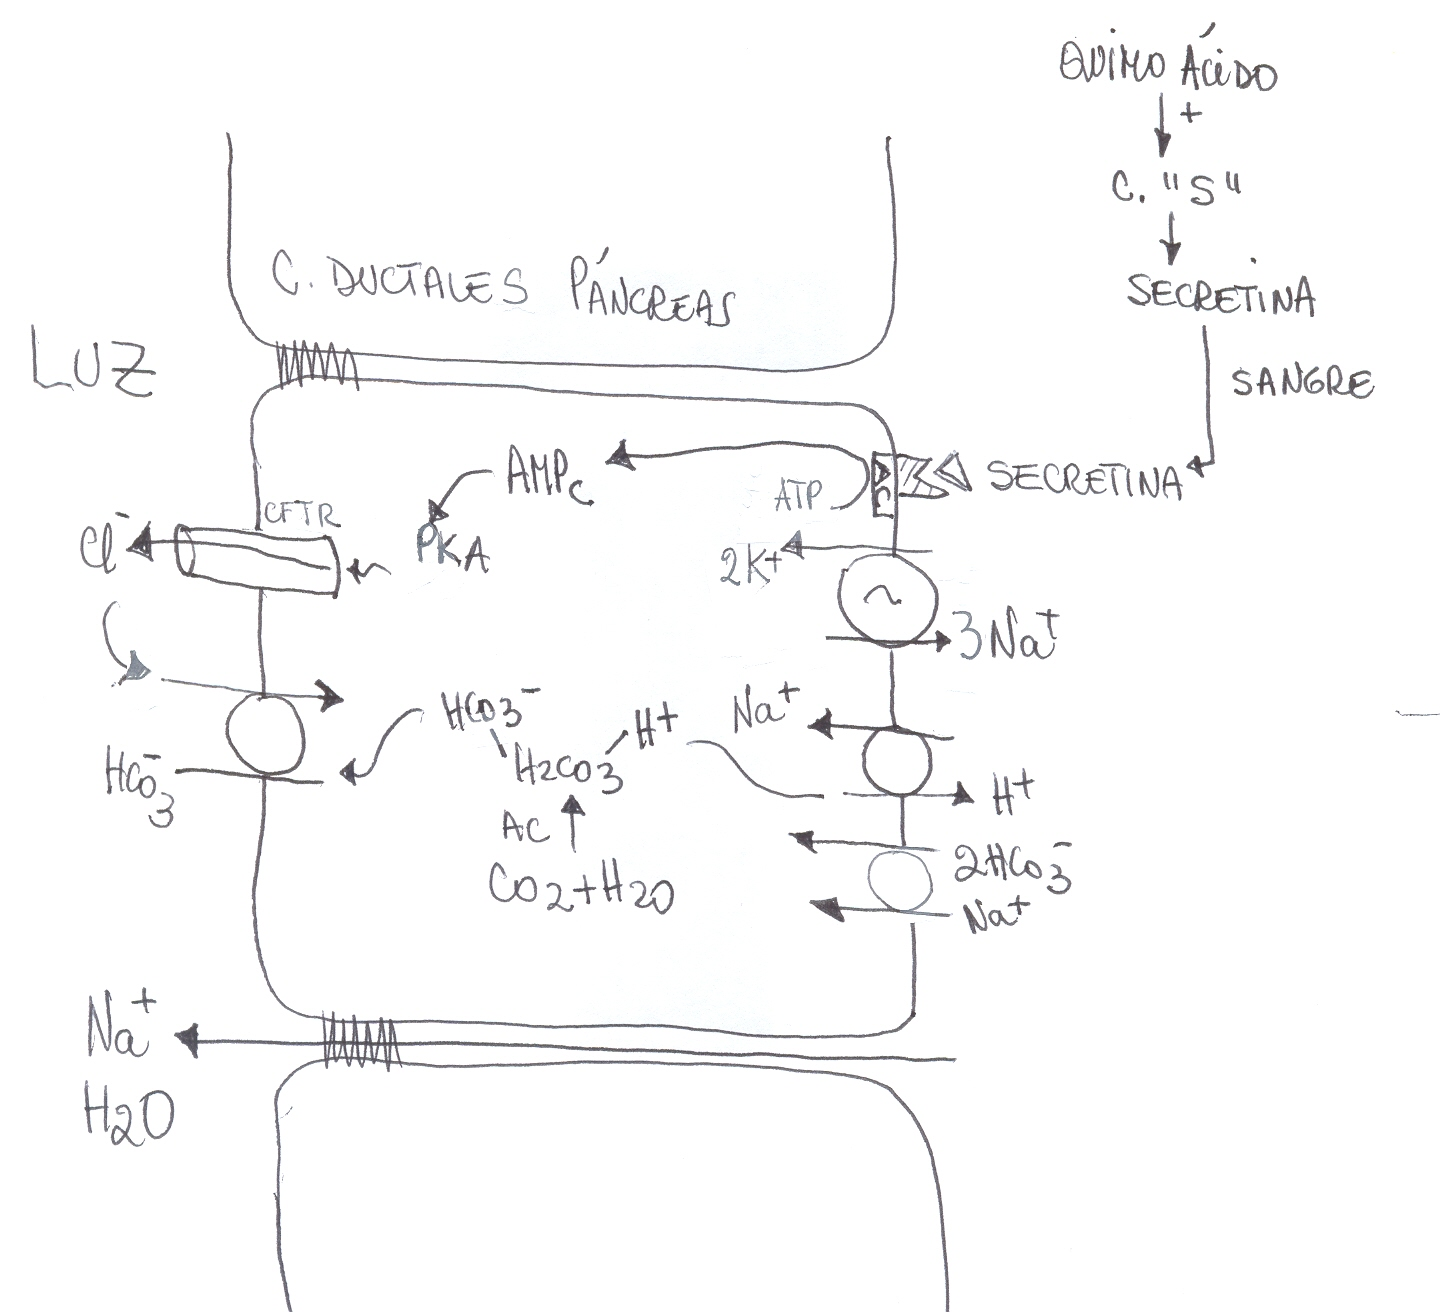 QUIMO ÁCIDO
+
C. "S"
SECRETINA
SANGRE
C. DUCTALES PÁNCREAS
LUZ
AMPc
ATP
AC
SECRETINA
CFTR
Cl-
PKA
2K+
~
3Na+
HCO3-
H2CO3
H+
Na+
H+
HCO3-
AC
CO2+H2O
2HCO3-
Na+
Na+
H2O